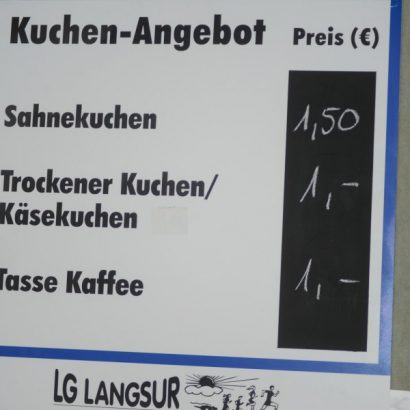 Kuchen-Angebot Preis (€)
Sahnekuchen 1,50
Trockener Kuchen/ 1,-
Käsekuchen
Tasse Kaffee 1,-
LG LANGSUR